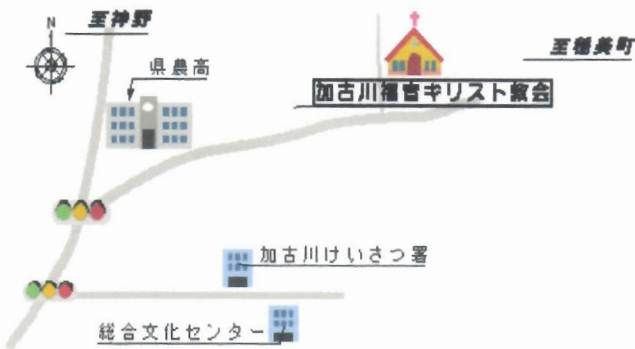 至神野
N
至稲美町
県農高
加古川福音キリスト教会
加古川けいさつ署
総合文化センター